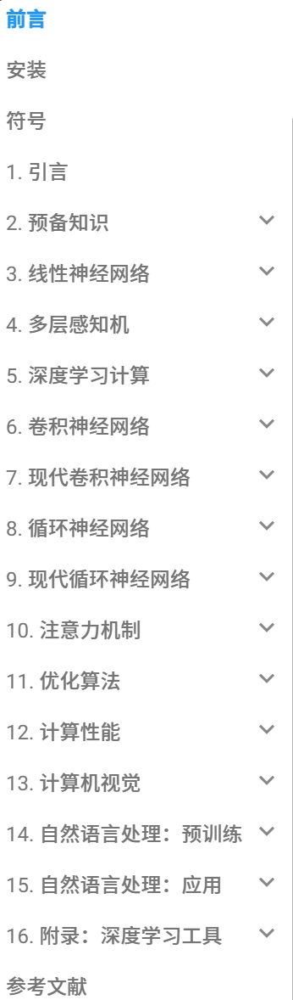 前言
安装
符号
1. 引言
2. 预备知识
3. 线性神经网络
4. 多层感知机
5. 深度学习计算
6. 卷积神经网络
7. 现代卷积神经网络
8. 循环神经网络
9. 现代循环神经网络
10. 注意力机制
11. 优化算法
12. 计算性能
13. 计算机视觉
14. 自然语言处理：预训练
15. 自然语言处理：应用
16. 附录：深度学习工具
参考文献